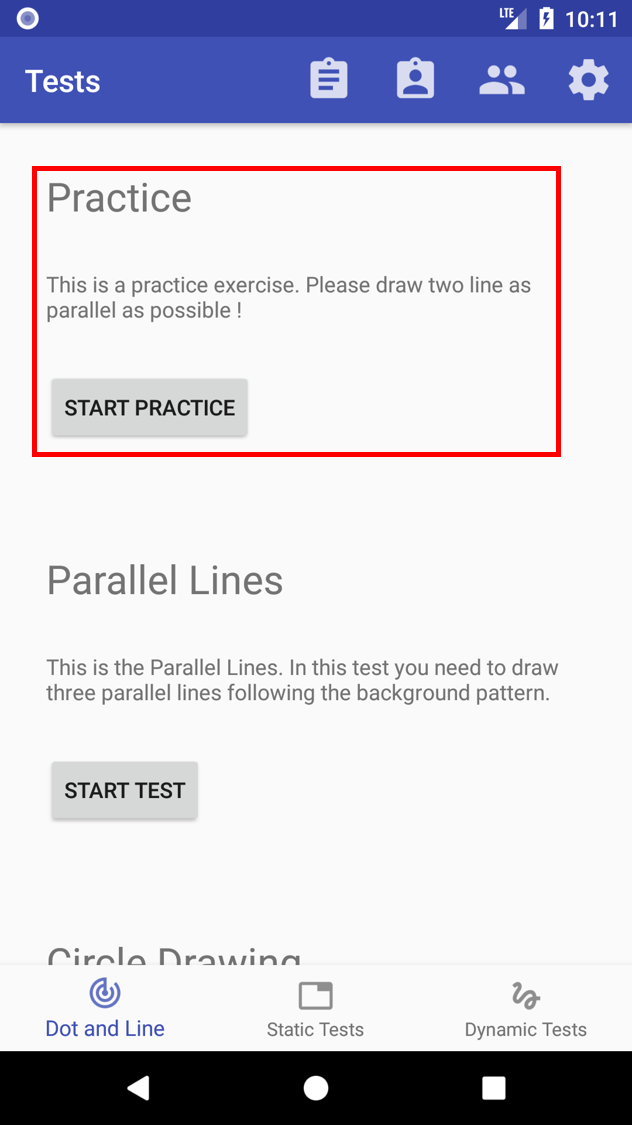 LTE 10:11
Tests
Practice
This is a practice exercise. Please draw two line as
parallel as possible !
START PRACTICE
Parallel Lines
This is the Parallel Lines. In this test you need to draw
three parallel lines following the background pattern.
START TEST
Circle Drawing
Dot and Line Static Tests Dynamic Tests